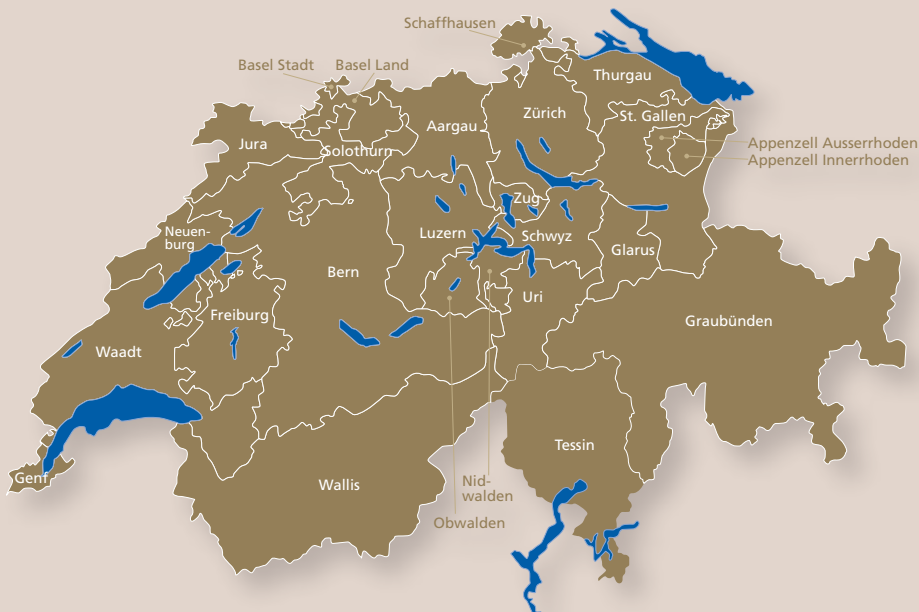 Schaffhausen
Basel Stadt
Basel Land
Thurgau
Zürich
St. Gallen
Aargau
Appenzell Ausserrhoden
Jura
Solothurn
Appenzell Innerrhoden
Zug
Neuen-
burg
Luzern
Schwyz
Glarus
Bern
Uri
Freiburg
Graubünden
Waadt
Tessin
Genf
Wallis
Nid-
walden
Obwalden